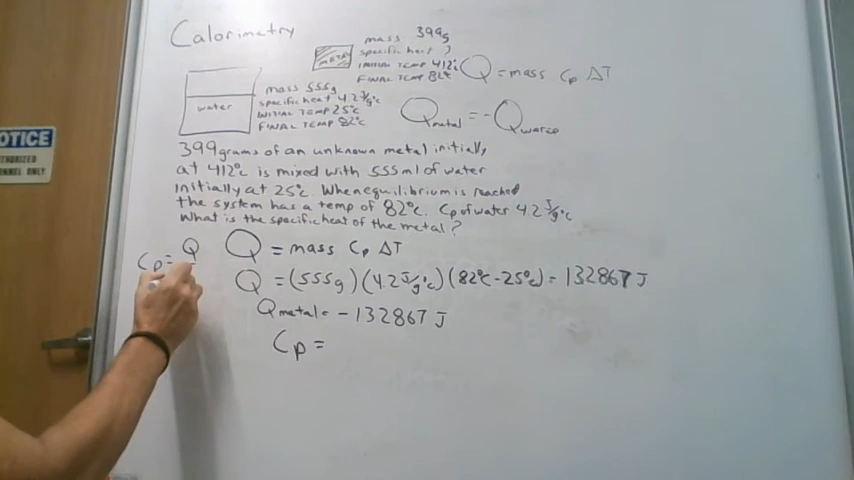 Calorimetry
mass 399g
specific heat ?
INITIAL TEMP 412°C
FINAL TEMP 82°C
METAL
Q = mass Cp ΔT
water
mass 555g
specific heat 4.2 J/g°C
INITIAL TEMP 25°C
FINAL TEMP 82°C
Qmetal = -Qwater
NOTICE
AUTHORIZED
PERSONNEL ONLY
399 grams of an unknown metal initially
at 412°C is mixed with 555 ml of water
initially at 25°C. When equilibrium is reached
the system has a temp of 82°C. Cp of water 4.2 J/g°C
What is the specific heat of the metal?
Cp = Q
Q = mass Cp ΔT
Q = (555g)(4.2 J/g°C)(82°C - 25°C) = 132867 J
Qmetal = -132867 J
Cp =